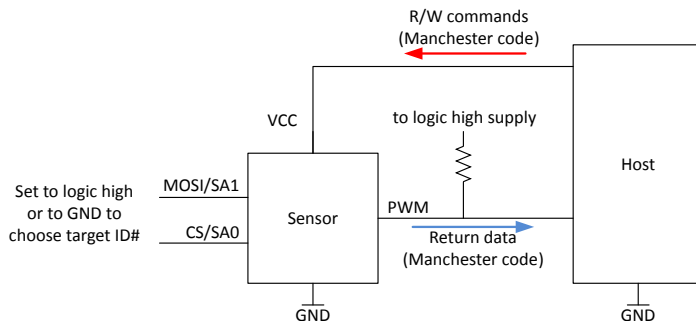 R/W commands
(Manchester code)
VCC
to logic high supply
Host
Set to logic high
or to GND to
choose target ID#
MOSI/SA1
CS/SA0
Sensor
PWM
Return data
(Manchester code)
GND
GND